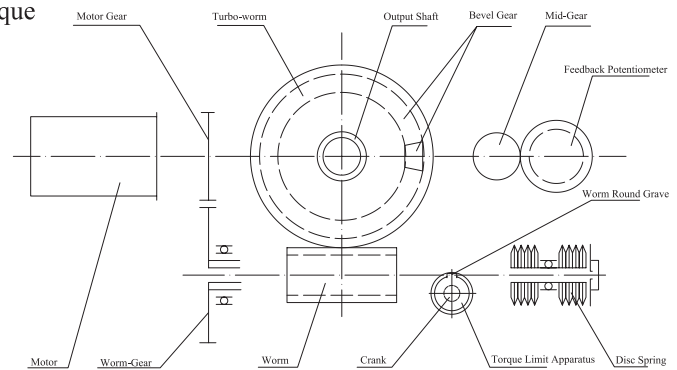 que
Motor Gear
Turbo-worm
Output Shaft
Bevel Gear
Mid-Gear
Feedback Potentiometer
Worm Round Grave
Motor
Worm-Gear
Worm
Crank
Torque Limit Apparatus
Disc Spring